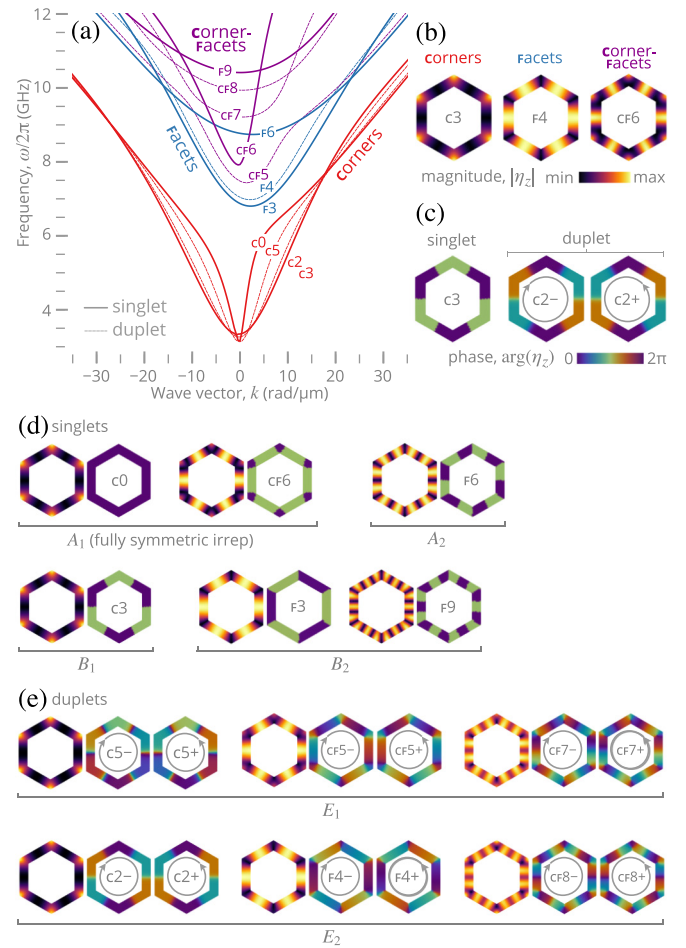 (a)
12
10
8
6
4
Frequency, ω/2π (GHz)
CORNER-
FACETS
F9
CF8
CF7
CF6
F6
CF5
F4
F3
FACETS
CORNERS
c0
c5
c2
c3
singlet
duplet
−30 −20 −10 0 10 20 30
Wave vector, k (rad/μm)
(b)
CORNERS FACETS CORNER-
FACETS
c3 F4 CF6
magnitude, |η_z| min max
(c)
singlet duplet
c3 c2− c2+
phase, arg(η_z) 0 2π
(d) singlets
c0 CF6 F6
A₁ (fully symmetric irrep) A₂
c3 F3 F9
B₁ B₂
(e) duplets
c5− c5+ CF5− CF5+ CF7− CF7+
E₁
c2− c2+ F4− F4+ CF8− CF8+
E₂